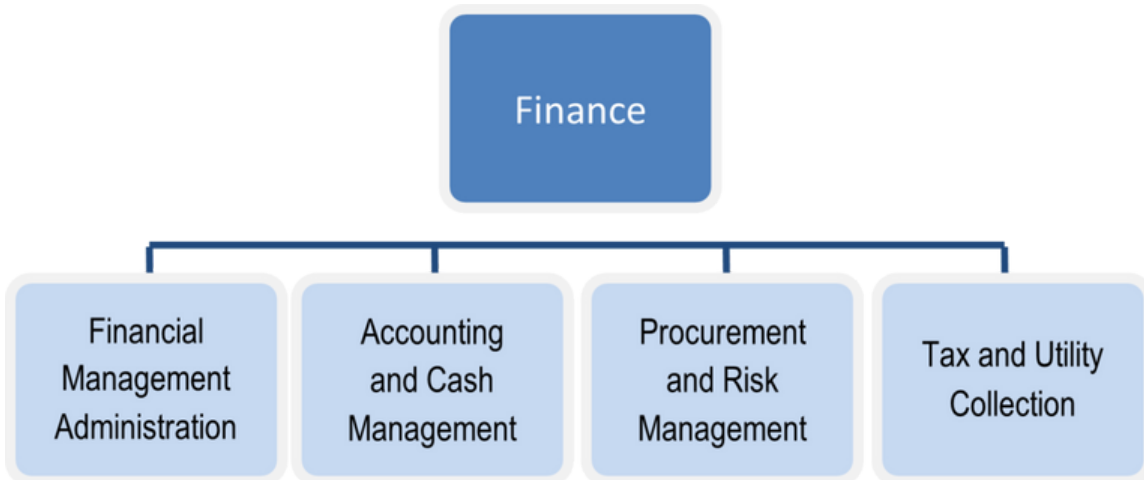 Finance
Financial
Management
Administration
Accounting
and Cash
Management
Procurement
and Risk
Management
Tax and Utility
Collection